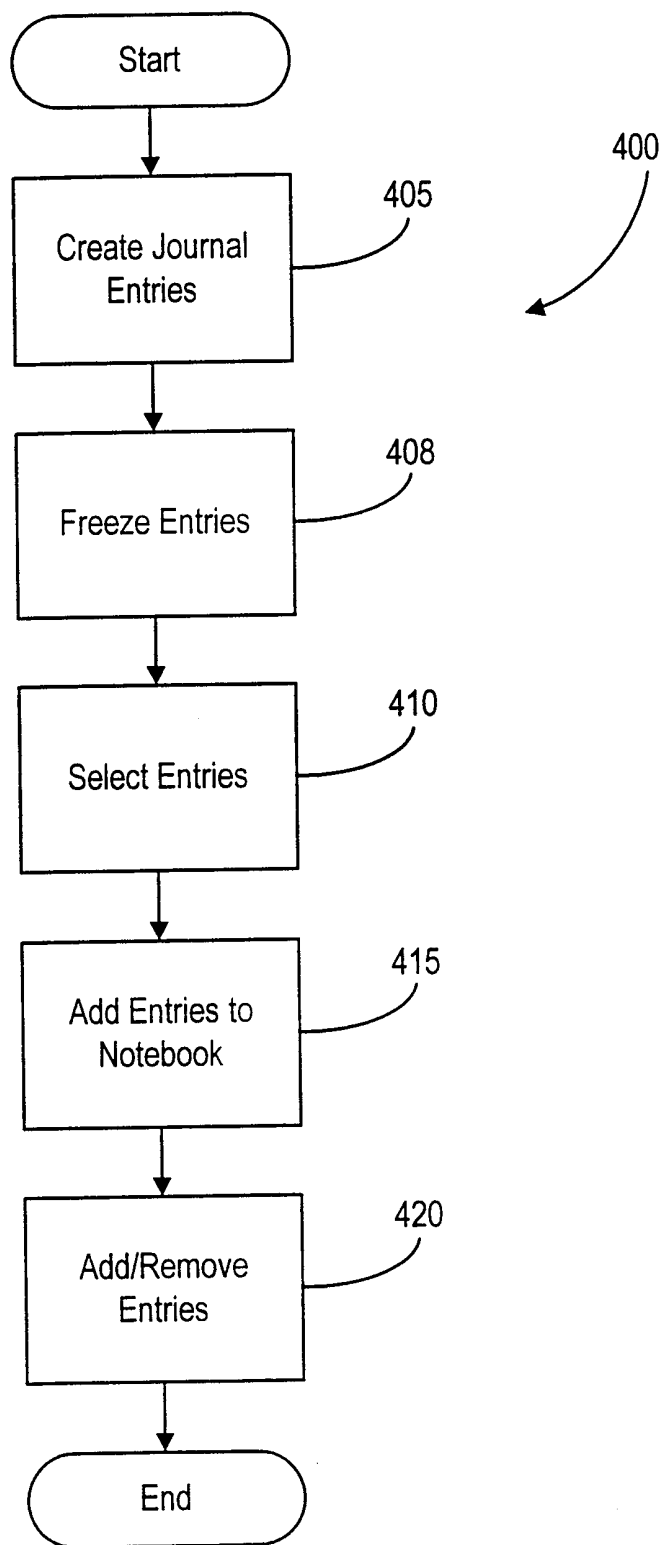 Start
400
405
Create Journal
Entries
408
Freeze Entries
410
Select Entries
415
Add Entries to
Notebook
420
Add/Remove
Entries
End